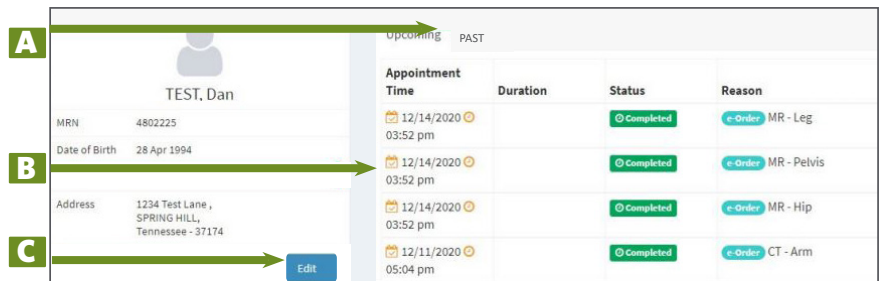 A
B
C
TEST, Dan
MRN 4802225
Date of Birth 28 Apr 1994
Address 1234 Test Lane ,
SPRING HILL,
Tennessee - 37174
Edit
Upcoming PAST
Appointment
Time Duration Status Reason
12/14/2020 Completed e-Order MR - Leg
03:52 pm
12/14/2020 Completed e-Order MR - Pelvis
03:52 pm
12/14/2020 Completed e-Order MR - Hip
03:52 pm
12/11/2020 Completed e-Order CT - Arm
05:04 pm